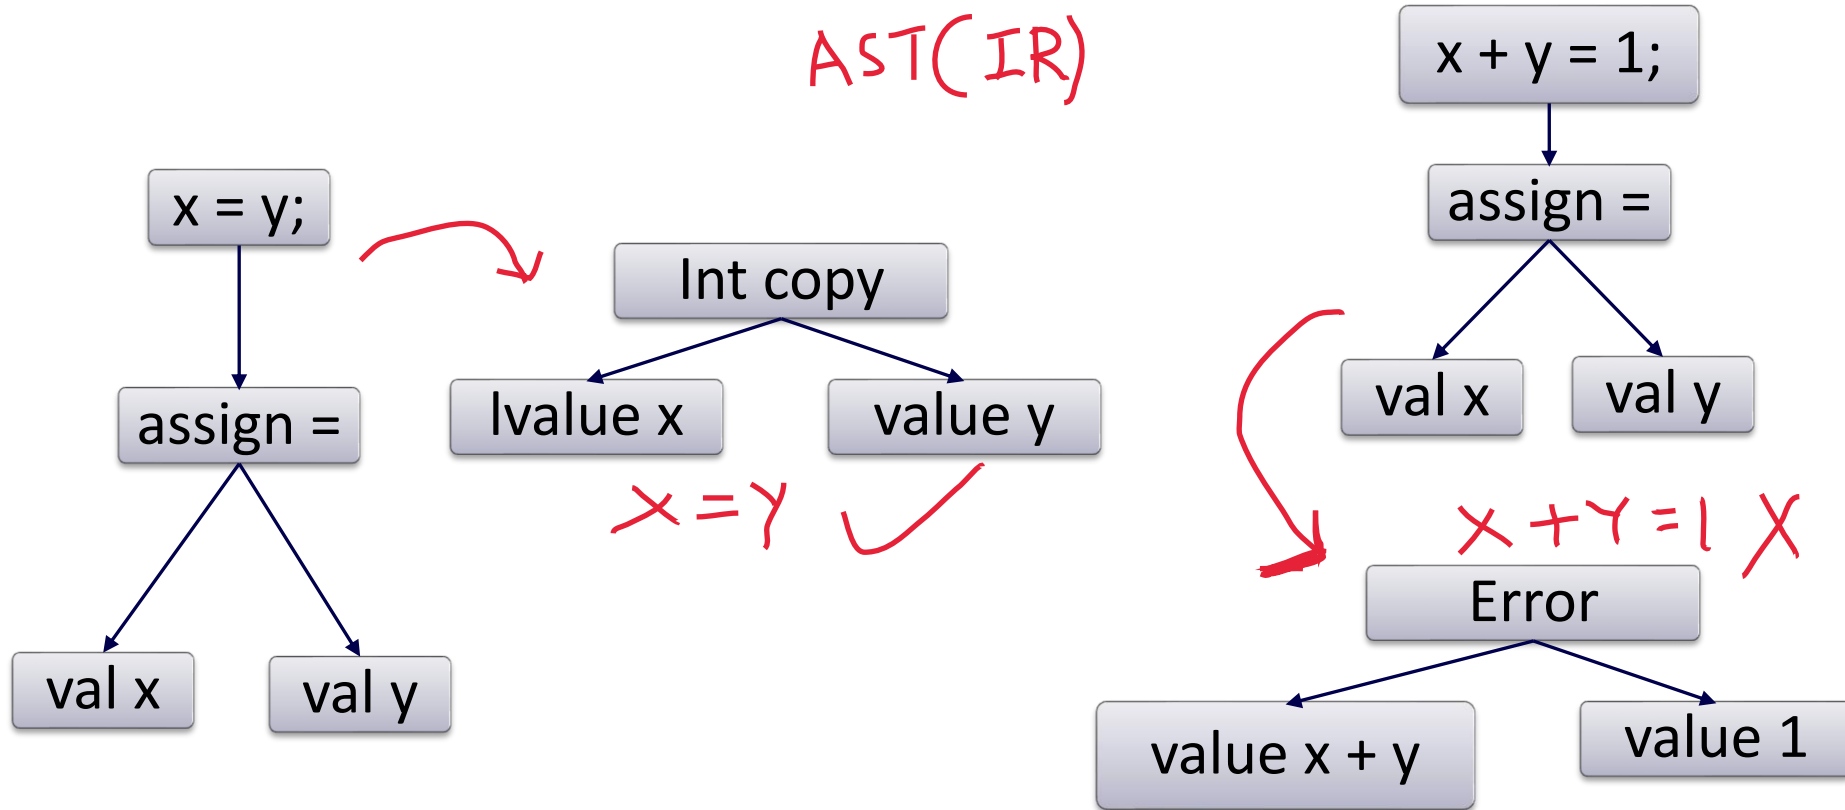 AST(IR)
x + y = 1;
x = y;
assign =
Int copy
lvalue x
value y
assign =
val x
val y
x = y
val x
val y
x + y = 1 X
Error
value x + y
value 1